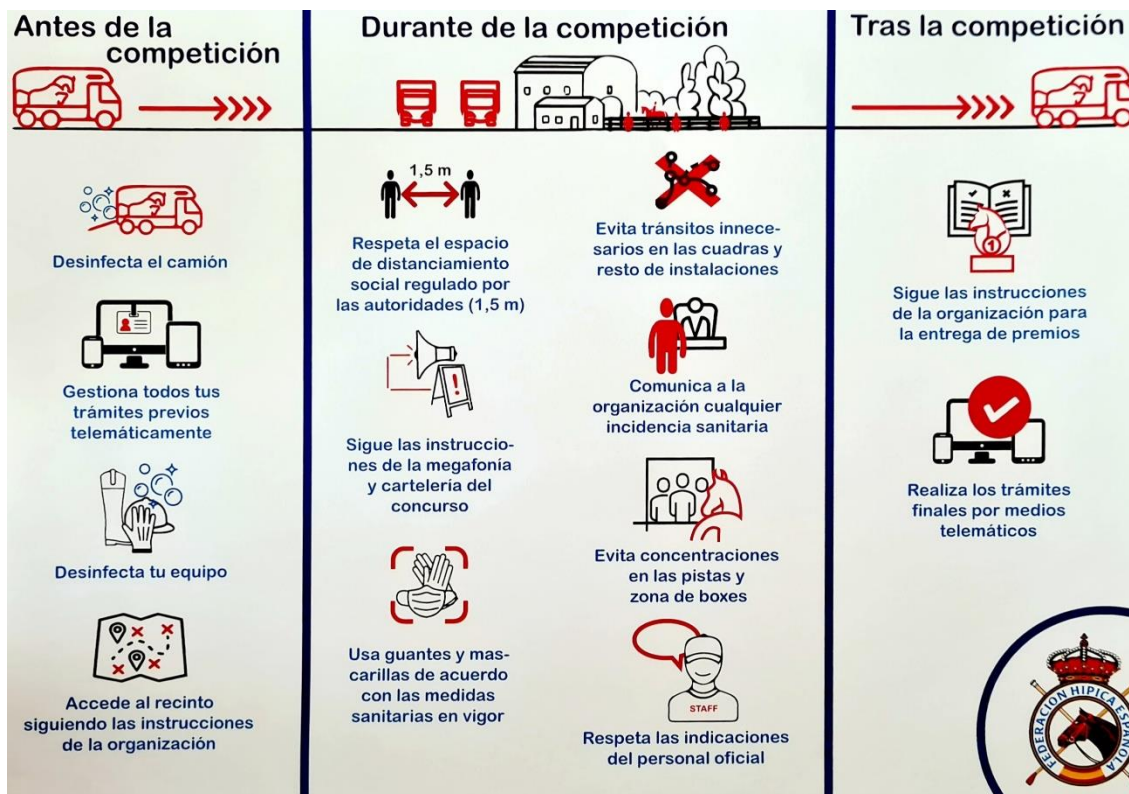 Antes de la
competición
Desinfecta el camión
Gestiona todos tus
trámites previos
telemáticamente
Desinfecta tu equipo
Accede al recinto
siguiendo las instrucciones
de la organización
Durante de la competición
1,5 m
Respeta el espacio
de distanciamiento
social regulado por
las autoridades (1,5 m)
Sigue las instruccio-
nes de la megafonía
y cartelería del
concurso
Usa guantes y mas-
carillas de acuerdo
con las medidas
sanitarias en vigor
Evita tránsitos innece-
sarios en las cuadras y
resto de instalaciones
Comunica a la
organización cualquier
incidencia sanitaria
Evita concentraciones
en las pistas y
zona de boxes
STAFF
Respeta las indicaciones
del personal oficial
Tras la competición
1
Sigue las instrucciones
de la organización para
la entrega de premios
Realiza los trámites
finales por medios
telemáticos
FEDERACION HIPICA ESPAÑOLA